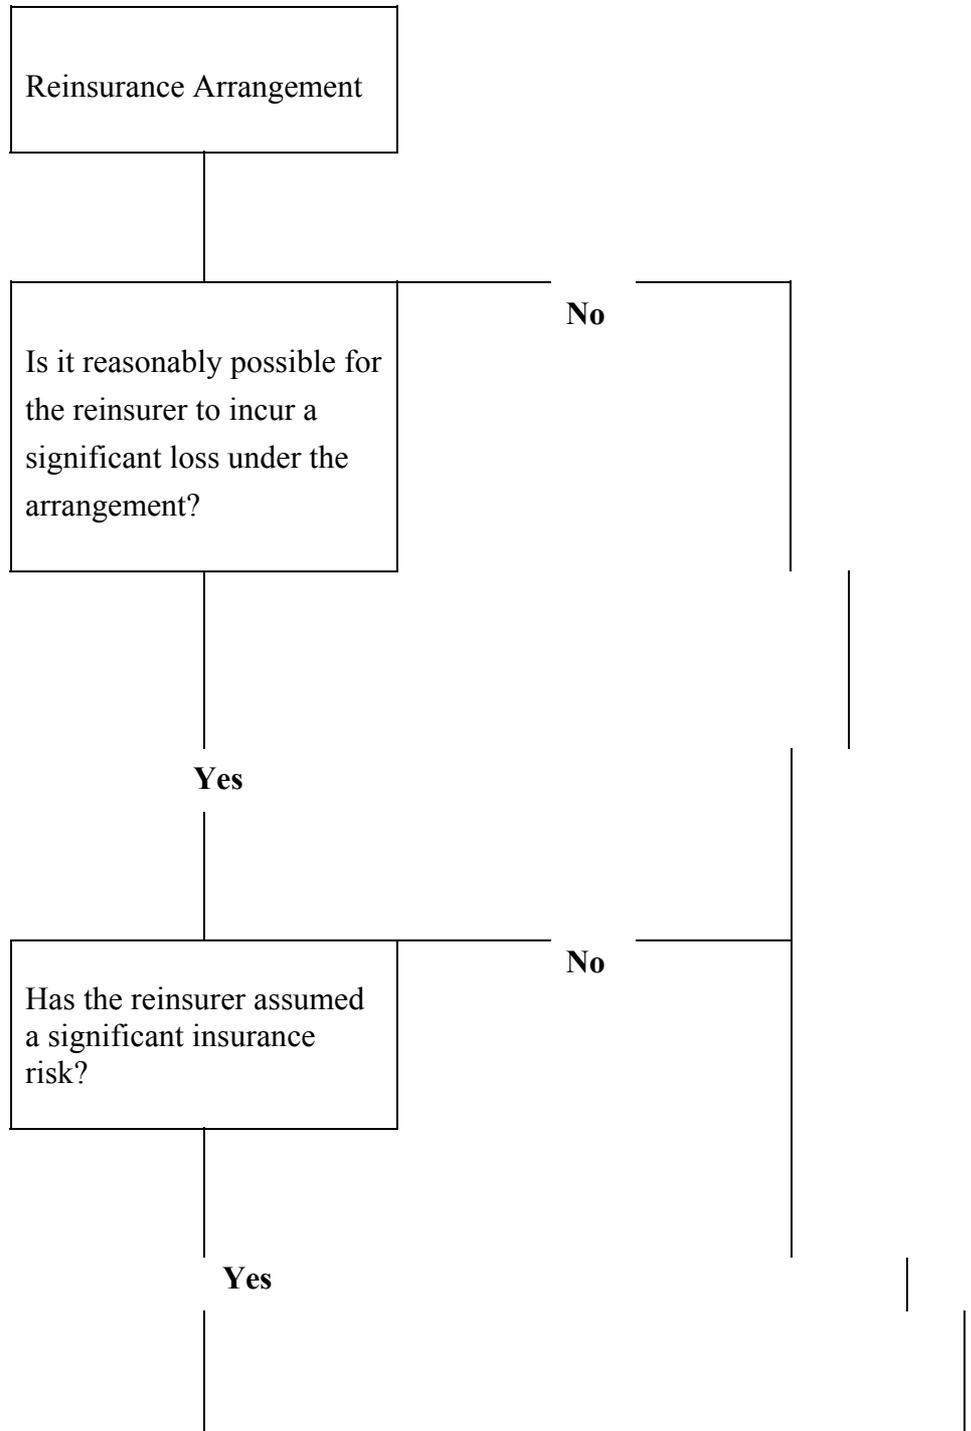 Reinsurance Arrangement
No
Is it reasonably possible for
the reinsurer to incur a
significant loss under the
arrangement?
Yes
No
Has the reinsurer assumed
a significant insurance
risk?
Yes